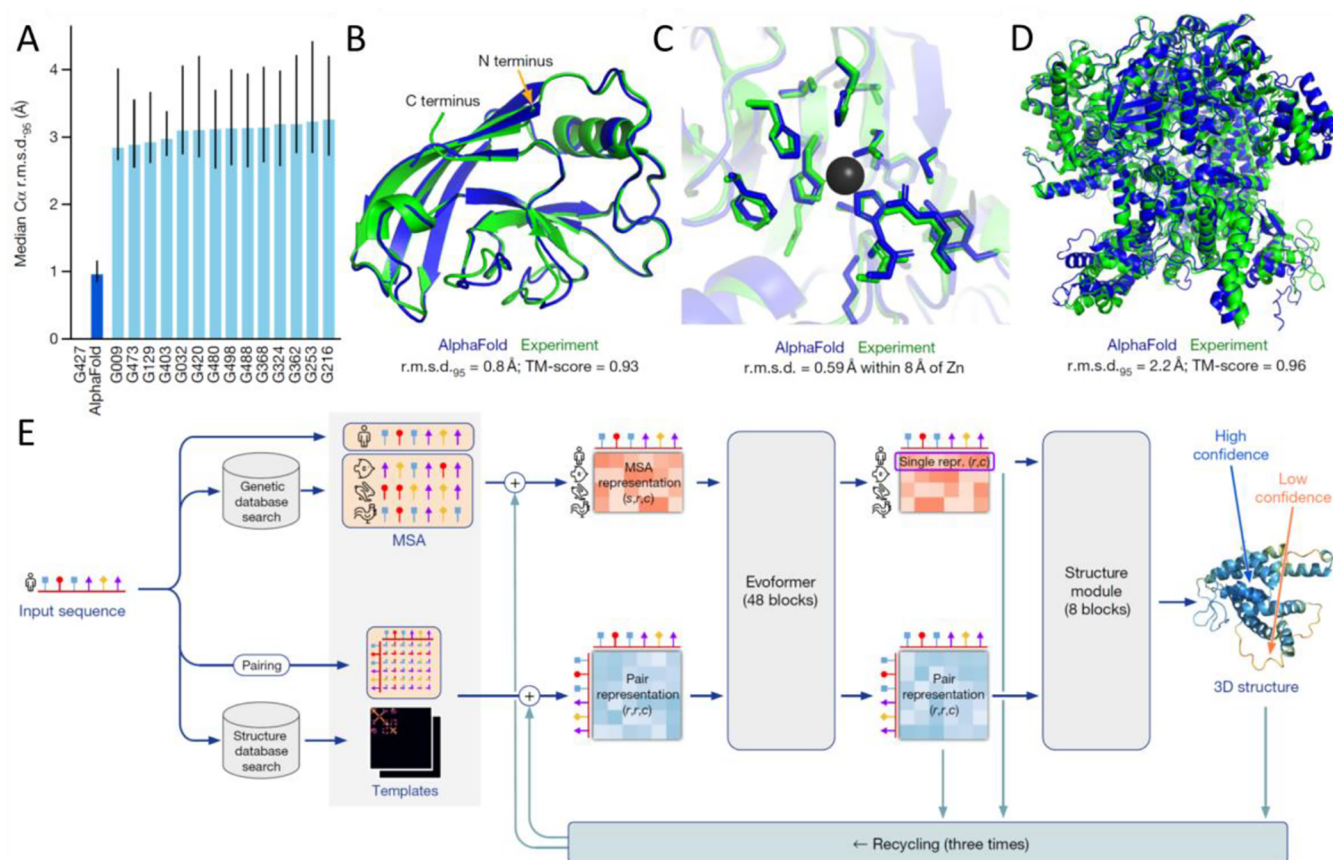 A
B
C
D
Median Cα r.m.s.d.₉₅ (Å)
4
3
2
1
0
G427
AlphaFold
G009
G473
G129
G403
G032
G420
G480
G498
G488
G368
G324
G362
G253
G216
N terminus
C terminus
AlphaFold Experiment
r.m.s.d.₉₅ = 0.8 Å; TM-score = 0.93
AlphaFold Experiment
r.m.s.d. = 0.59 Å within 8 Å of Zn
AlphaFold Experiment
r.m.s.d.₉₅ = 2.2 Å; TM-score = 0.96
E
Input sequence
Genetic
database
search
MSA
Pairing
Structure
database
search
Templates
+
+
MSA
representation
(s,r,c)
Pair
representation
(r,r,c)
Evoformer
(48 blocks)
Single repr. (r,c)
Pair
representation
(r,r,c)
Structure
module
(8 blocks)
High
confidence
Low
confidence
3D structure
← Recycling (three times)